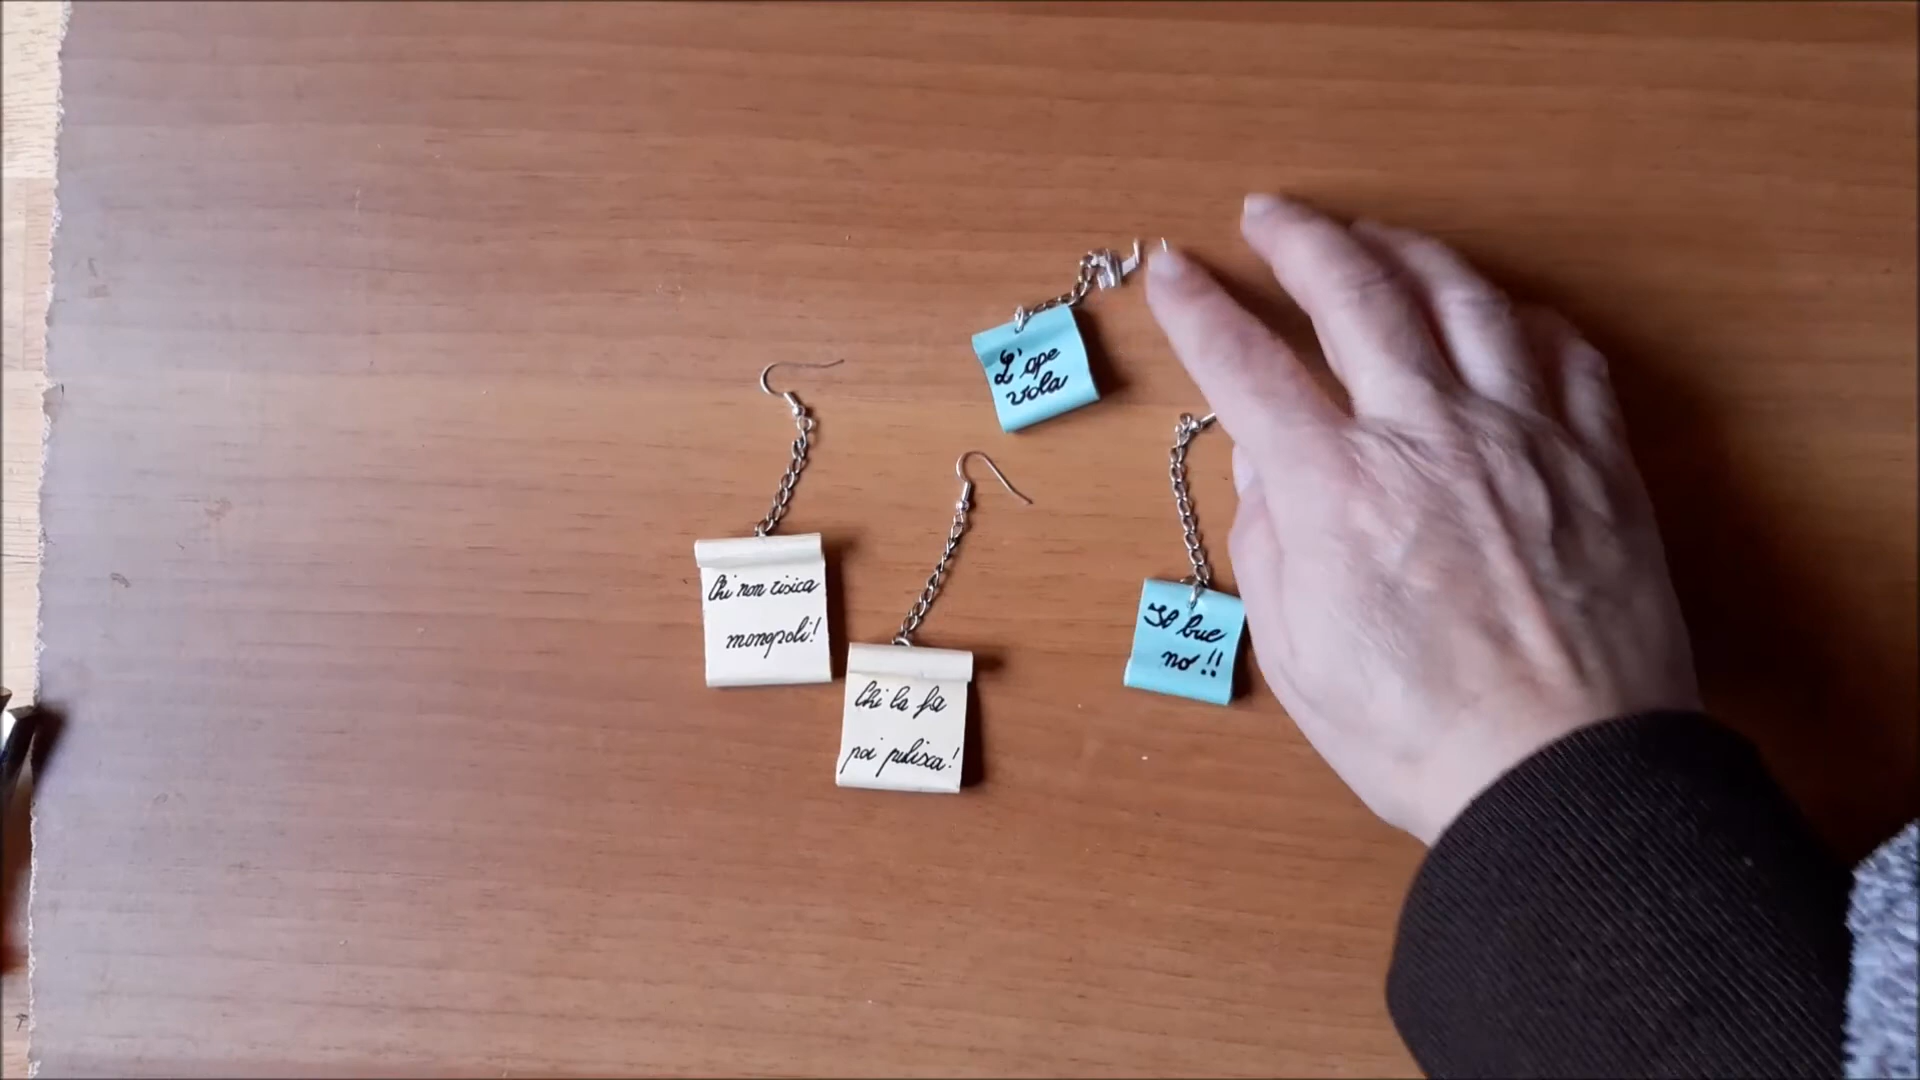 L'ape
vola
Chi non risica
monopoli!
Il bue
no!!
Chi la fa
poi pulisca!